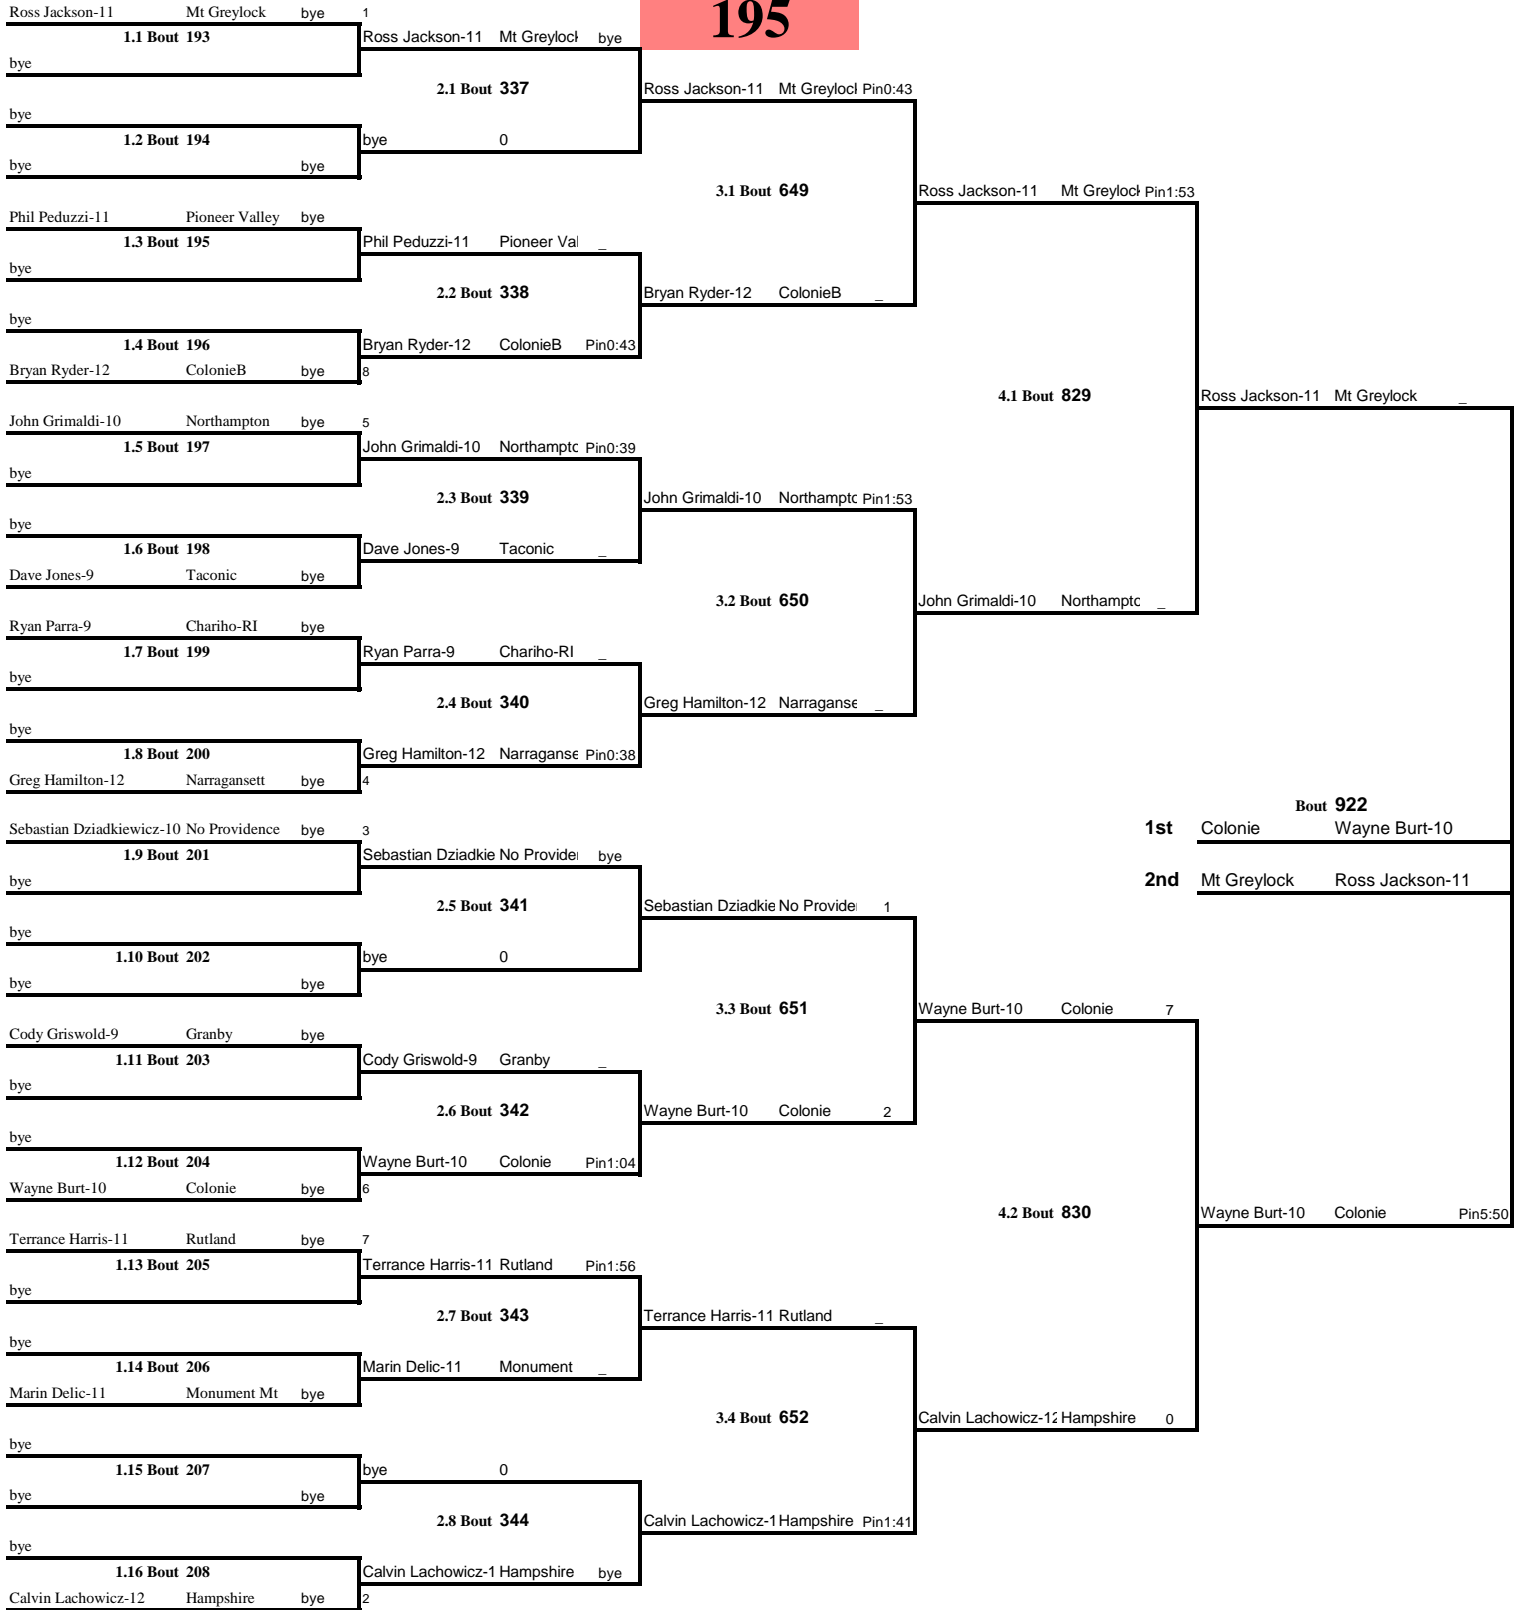 Ross Jackson-11 Mt Greylock bye 1
195
1.1 Bout 193
Ross Jackson-11 Mt Greylock bye
bye
2.1 Bout 337
Ross Jackson-11 Mt Greylock Pin0:43
bye
1.2 Bout 194
bye 0
bye bye
3.1 Bout 649
Ross Jackson-11 Mt Greylock Pin1:53
Phil Peduzzi-11 Pioneer Valley bye
1.3 Bout 195
Phil Peduzzi-11 Pioneer Val _
bye
2.2 Bout 338
Bryan Ryder-12 ColonieB _
bye
1.4 Bout 196
Bryan Ryder-12 ColonieB Pin0:43
Bryan Ryder-12 ColonieB bye 8
4.1 Bout 829
Ross Jackson-11 Mt Greylock _
John Grimaldi-10 Northampton bye 5
1.5 Bout 197
John Grimaldi-10 Northamptc Pin0:39
bye
2.3 Bout 339
John Grimaldi-10 Northamptc Pin1:53
bye
1.6 Bout 198
Dave Jones-9 Taconic _
Dave Jones-9 Taconic bye
3.2 Bout 650
John Grimaldi-10 Northamptc _
Ryan Parra-9 Chariho-RI bye
1.7 Bout 199
Ryan Parra-9 Chariho-RI _
bye
2.4 Bout 340
Greg Hamilton-12 Narraganse _
bye
1.8 Bout 200
Greg Hamilton-12 Narraganse Pin0:38
Greg Hamilton-12 Narragansett bye 4
Bout 922
1st Colonie Wayne Burt-10
Sebastian Dziadkiewicz-10 No Providence bye 3
1.9 Bout 201
Sebastian Dziadkie No Provider bye
bye
2nd Mt Greylock Ross Jackson-11
2.5 Bout 341
Sebastian Dziadkie No Provider 1
bye
1.10 Bout 202
bye 0
bye bye
3.3 Bout 651
Wayne Burt-10 Colonie 7
Cody Griswold-9 Granby bye
1.11 Bout 203
Cody Griswold-9 Granby _
bye
2.6 Bout 342
Wayne Burt-10 Colonie 2
bye
1.12 Bout 204
Wayne Burt-10 Colonie Pin1:04
Wayne Burt-10 Colonie bye 6
4.2 Bout 830
Wayne Burt-10 Colonie Pin5:50
Terrance Harris-11 Rutland bye 7
1.13 Bout 205
Terrance Harris-11 Rutland Pin1:56
bye
2.7 Bout 343
Terrance Harris-11 Rutland _
bye
1.14 Bout 206
Marin Delic-11 Monument _
Marin Delic-11 Monument Mt bye
3.4 Bout 652
Calvin Lachowicz-12 Hampshire 0
bye
1.15 Bout 207
bye 0
bye bye
2.8 Bout 344
Calvin Lachowicz-1 Hampshire Pin1:41
bye
1.16 Bout 208
Calvin Lachowicz-1 Hampshire bye
Calvin Lachowicz-12 Hampshire bye 2